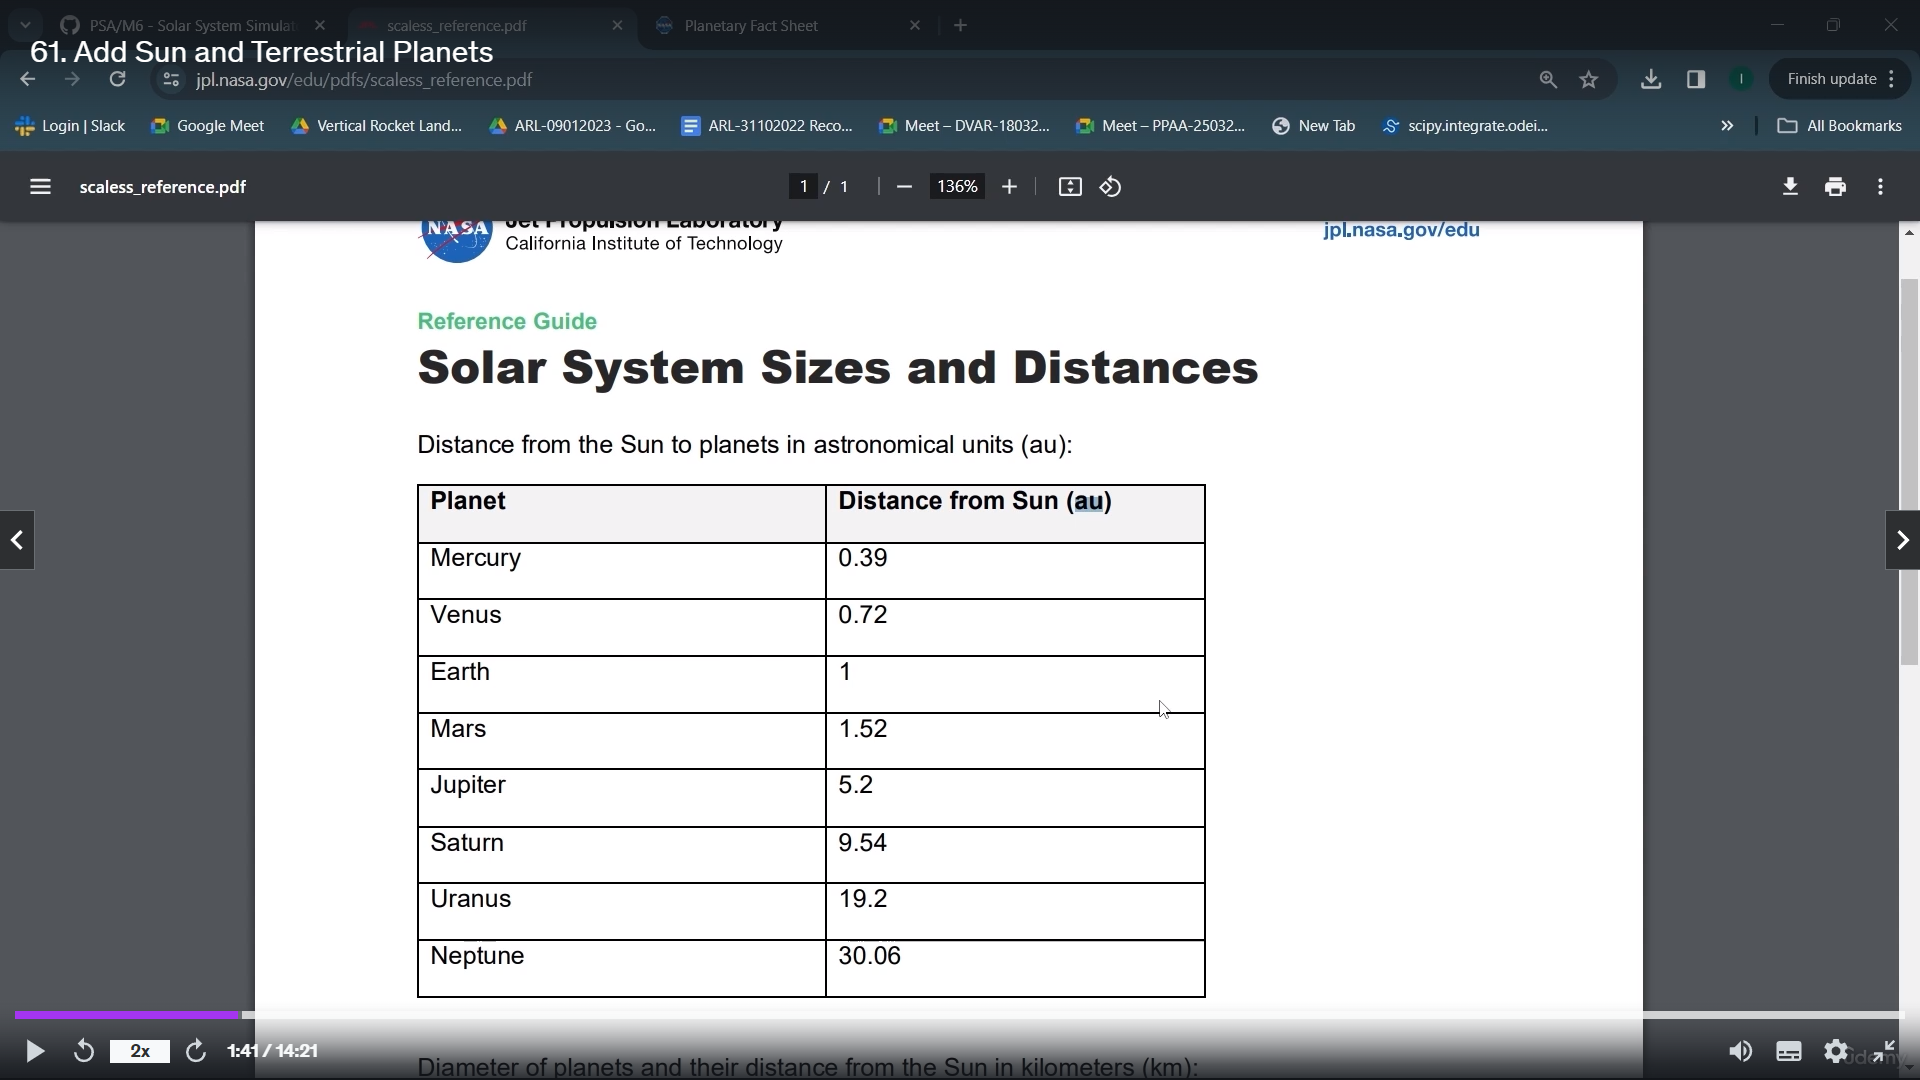 PSA/M6 - Solar System Simulat
scaless_reference.pdf
Planetary Fact Sheet
61. Add Sun and Terrestrial Planets
jpl.nasa.gov/edu/pdfs/scaless_reference.pdf
Finish update
Login | Slack
Google Meet
Vertical Rocket Land...
ARL-09012023 - Go...
ARL-31102022 Reco...
Meet – DVAR-18032...
Meet – PPAA-25032...
New Tab
scipy.integrate.odei...
All Bookmarks
scaless_reference.pdf
1 / 1
136%
NASA
Jet Propulsion Laboratory
California Institute of Technology
jpl.nasa.gov/edu
Reference Guide
Solar System Sizes and Distances
Distance from the Sun to planets in astronomical units (au):
Planet Distance from Sun (au)
Mercury 0.39
Venus 0.72
Earth 1
Mars 1.52
Jupiter 5.2
Saturn 9.54
Uranus 19.2
Neptune 30.06
2x
1:41 / 14:21
Diameter of planets and their distance from the Sun in kilometers (km):
Udemy